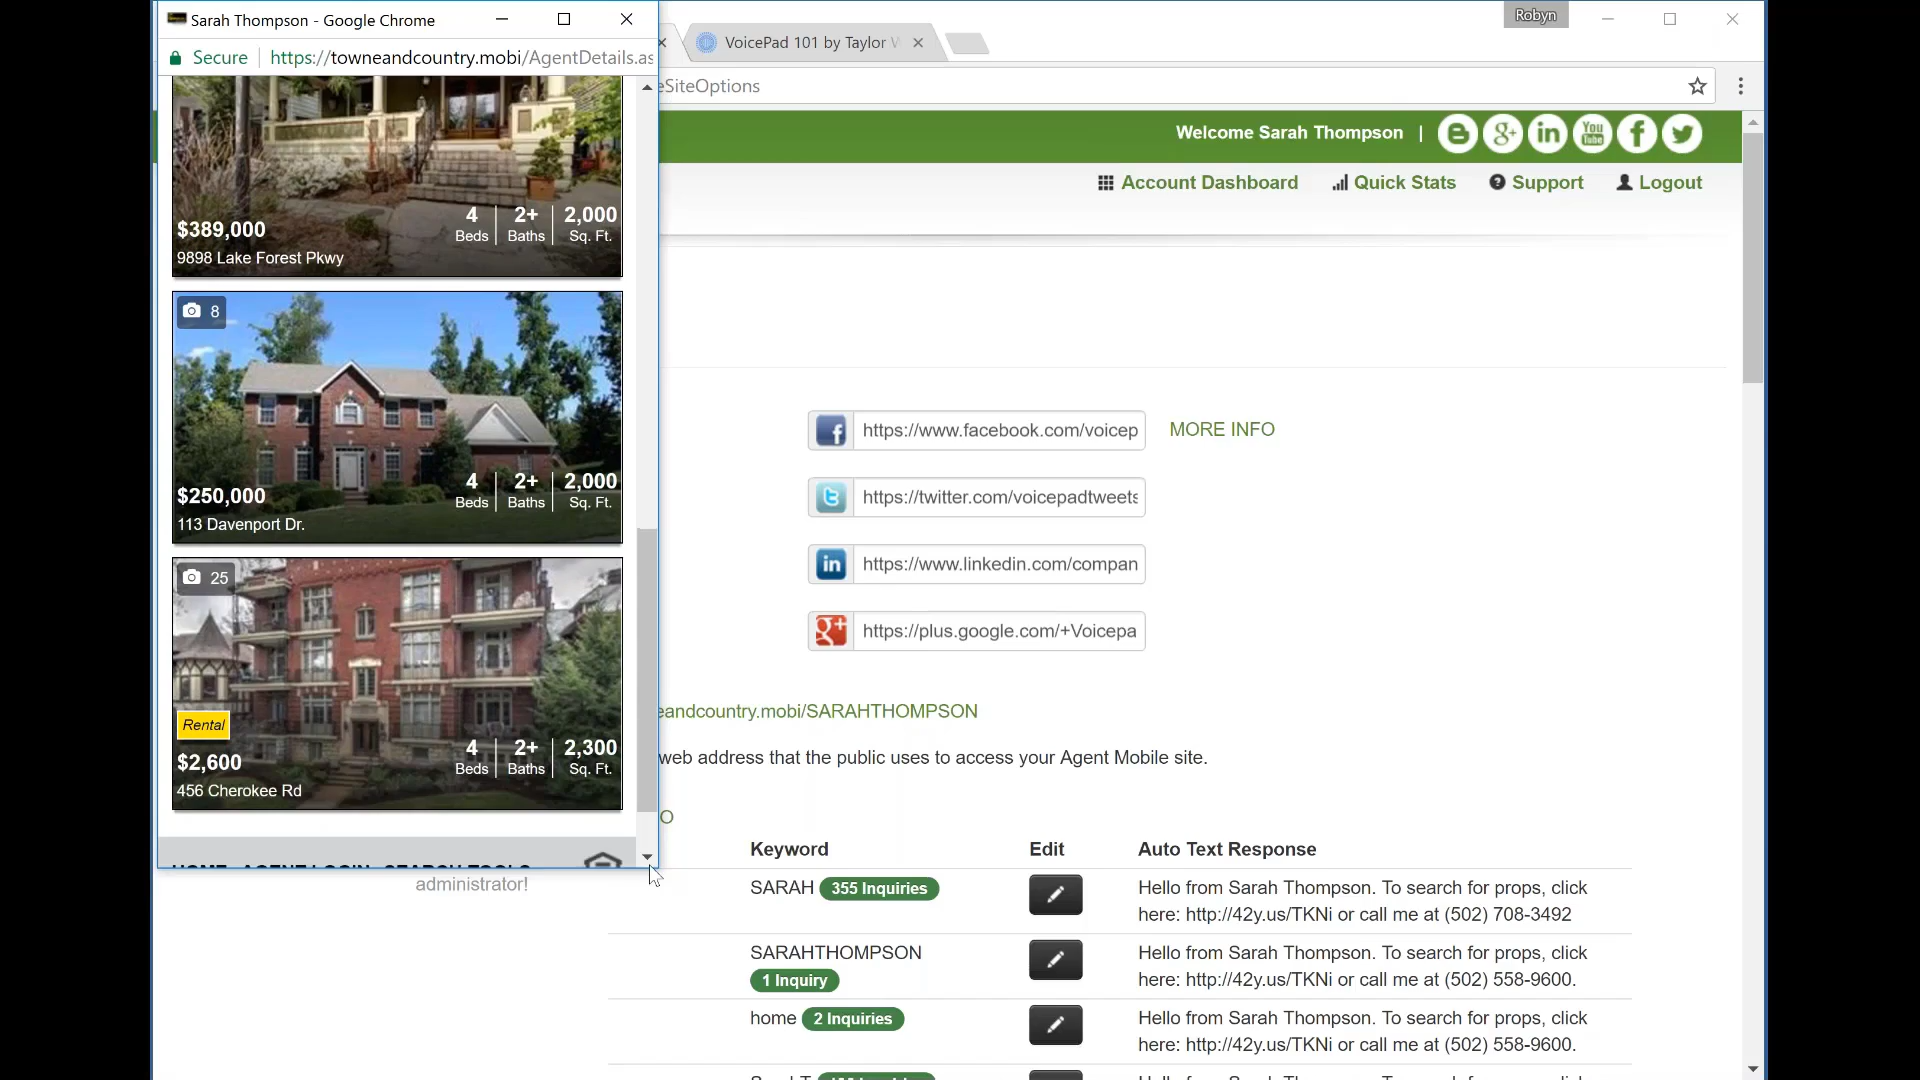 Sarah Thompson - Google Chrome
Secure
https://towneandcountry.mobi/AgentDetails.as
$389,000
4 Beds
2+ Baths
2,000 Sq. Ft.
9898 Lake Forest Pkwy
8
$250,000
4 Beds
2+ Baths
2,000 Sq. Ft.
113 Davenport Dr.
25
Rental
$2,600
4 Beds
2+ Baths
2,300 Sq. Ft.
456 Cherokee Rd
administrator!
VoicePad 101 by Taylor
Robyn
eSiteOptions
Welcome Sarah Thompson |
You Tube
Account Dashboard
Quick Stats
Support
Logout
https://www.facebook.com/voicep
MORE INFO
https://twitter.com/voicepadtweets
https://www.linkedin.com/compan
https://plus.google.com/+Voicepa
eandcountry.mobi/SARAHTHOMPSON
web address that the public uses to access your Agent Mobile site.
O
Keyword
Edit
Auto Text Response
SARAH 355 Inquiries
Hello from Sarah Thompson. To search for props, click
here: http://42y.us/TKNi or call me at (502) 708-3492
SARAHTHOMPSON
1 Inquiry
Hello from Sarah Thompson. To search for props, click
here: http://42y.us/TKNi or call me at (502) 558-9600.
home 2 Inquiries
Hello from Sarah Thompson. To search for props, click
here: http://42y.us/TKNi or call me at (502) 558-9600.